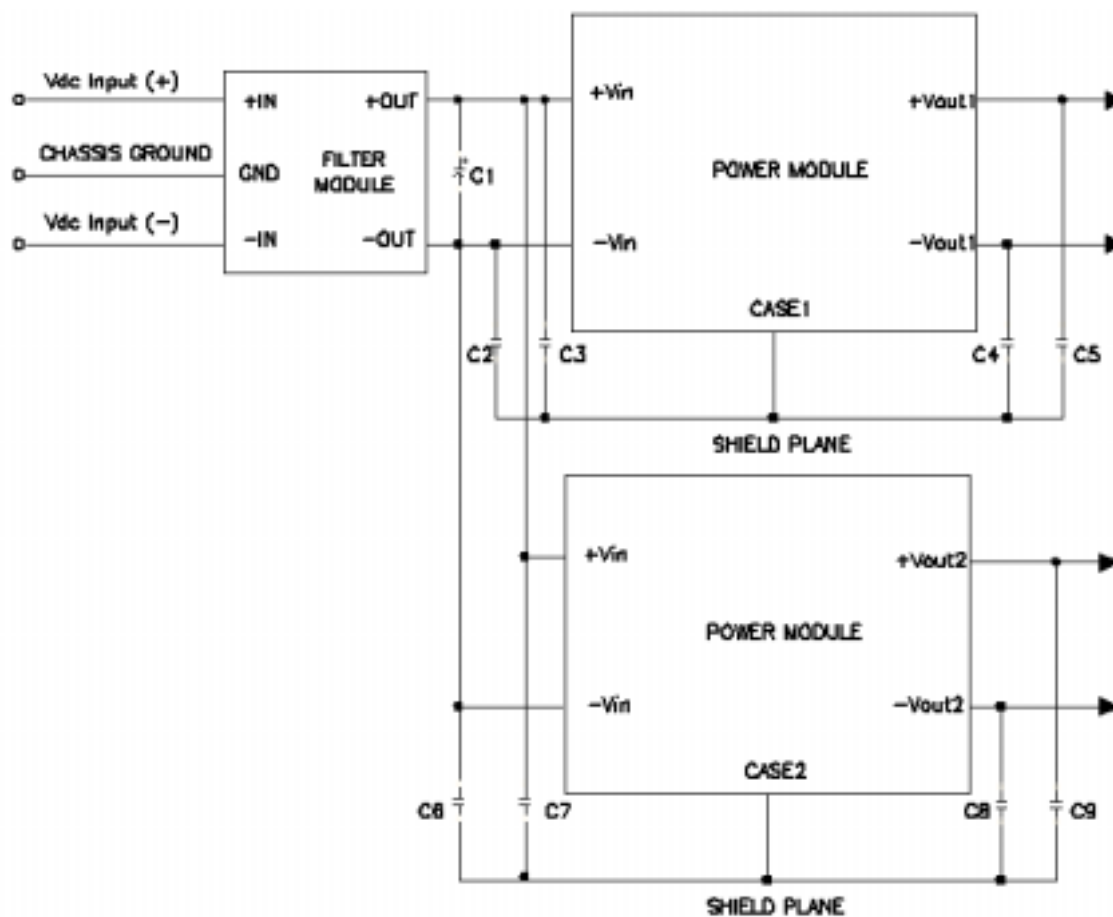 Vdc Input (+)
+IN
+OUT
+Vin
+Vout1
CHASSIS GROUND
GND
FILTER
MODULE
C1
POWER MODULE
Vdc Input (-)
-IN
-OUT
-Vin
-Vout1
CASE1
C2
C3
C4
C5
SHIELD PLANE
+Vin
+Vout2
POWER MODULE
-Vin
-Vout2
CASE2
C6
C7
C8
C9
SHIELD PLANE